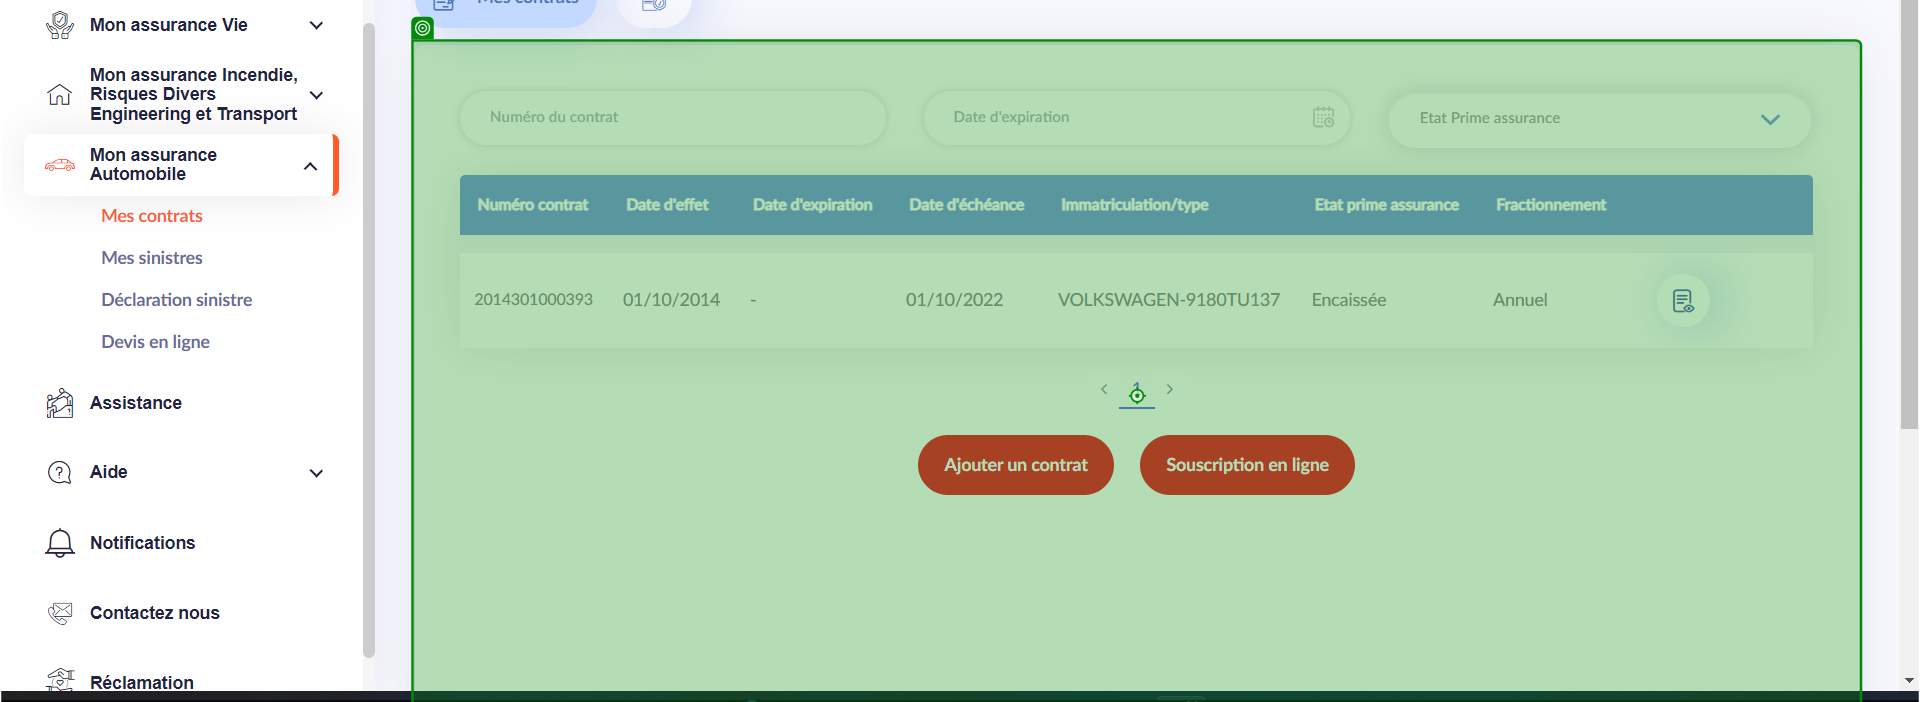 Mon assurance Vie
Mon assurance Incendie,
Risques Divers
Engineering et Transport
Mon assurance
Automobile
Mes contrats
Mes sinistres
Déclaration sinistre
Devis en ligne
Assistance
Aide
Notifications
Contactez nous
Réclamation
Mes contrats
Numéro du contrat
Date d'expiration
Etat Prime assurance
Numéro contrat Date d'effet Date d'expiration Date d'échéance Immatriculation/type Etat prime assurance Fractionnement
2014301000393 01/10/2014 - 01/10/2022 VOLKSWAGEN-9180TU137 Encaissée Annuel
< 1 >
Ajouter un contrat Souscription en ligne